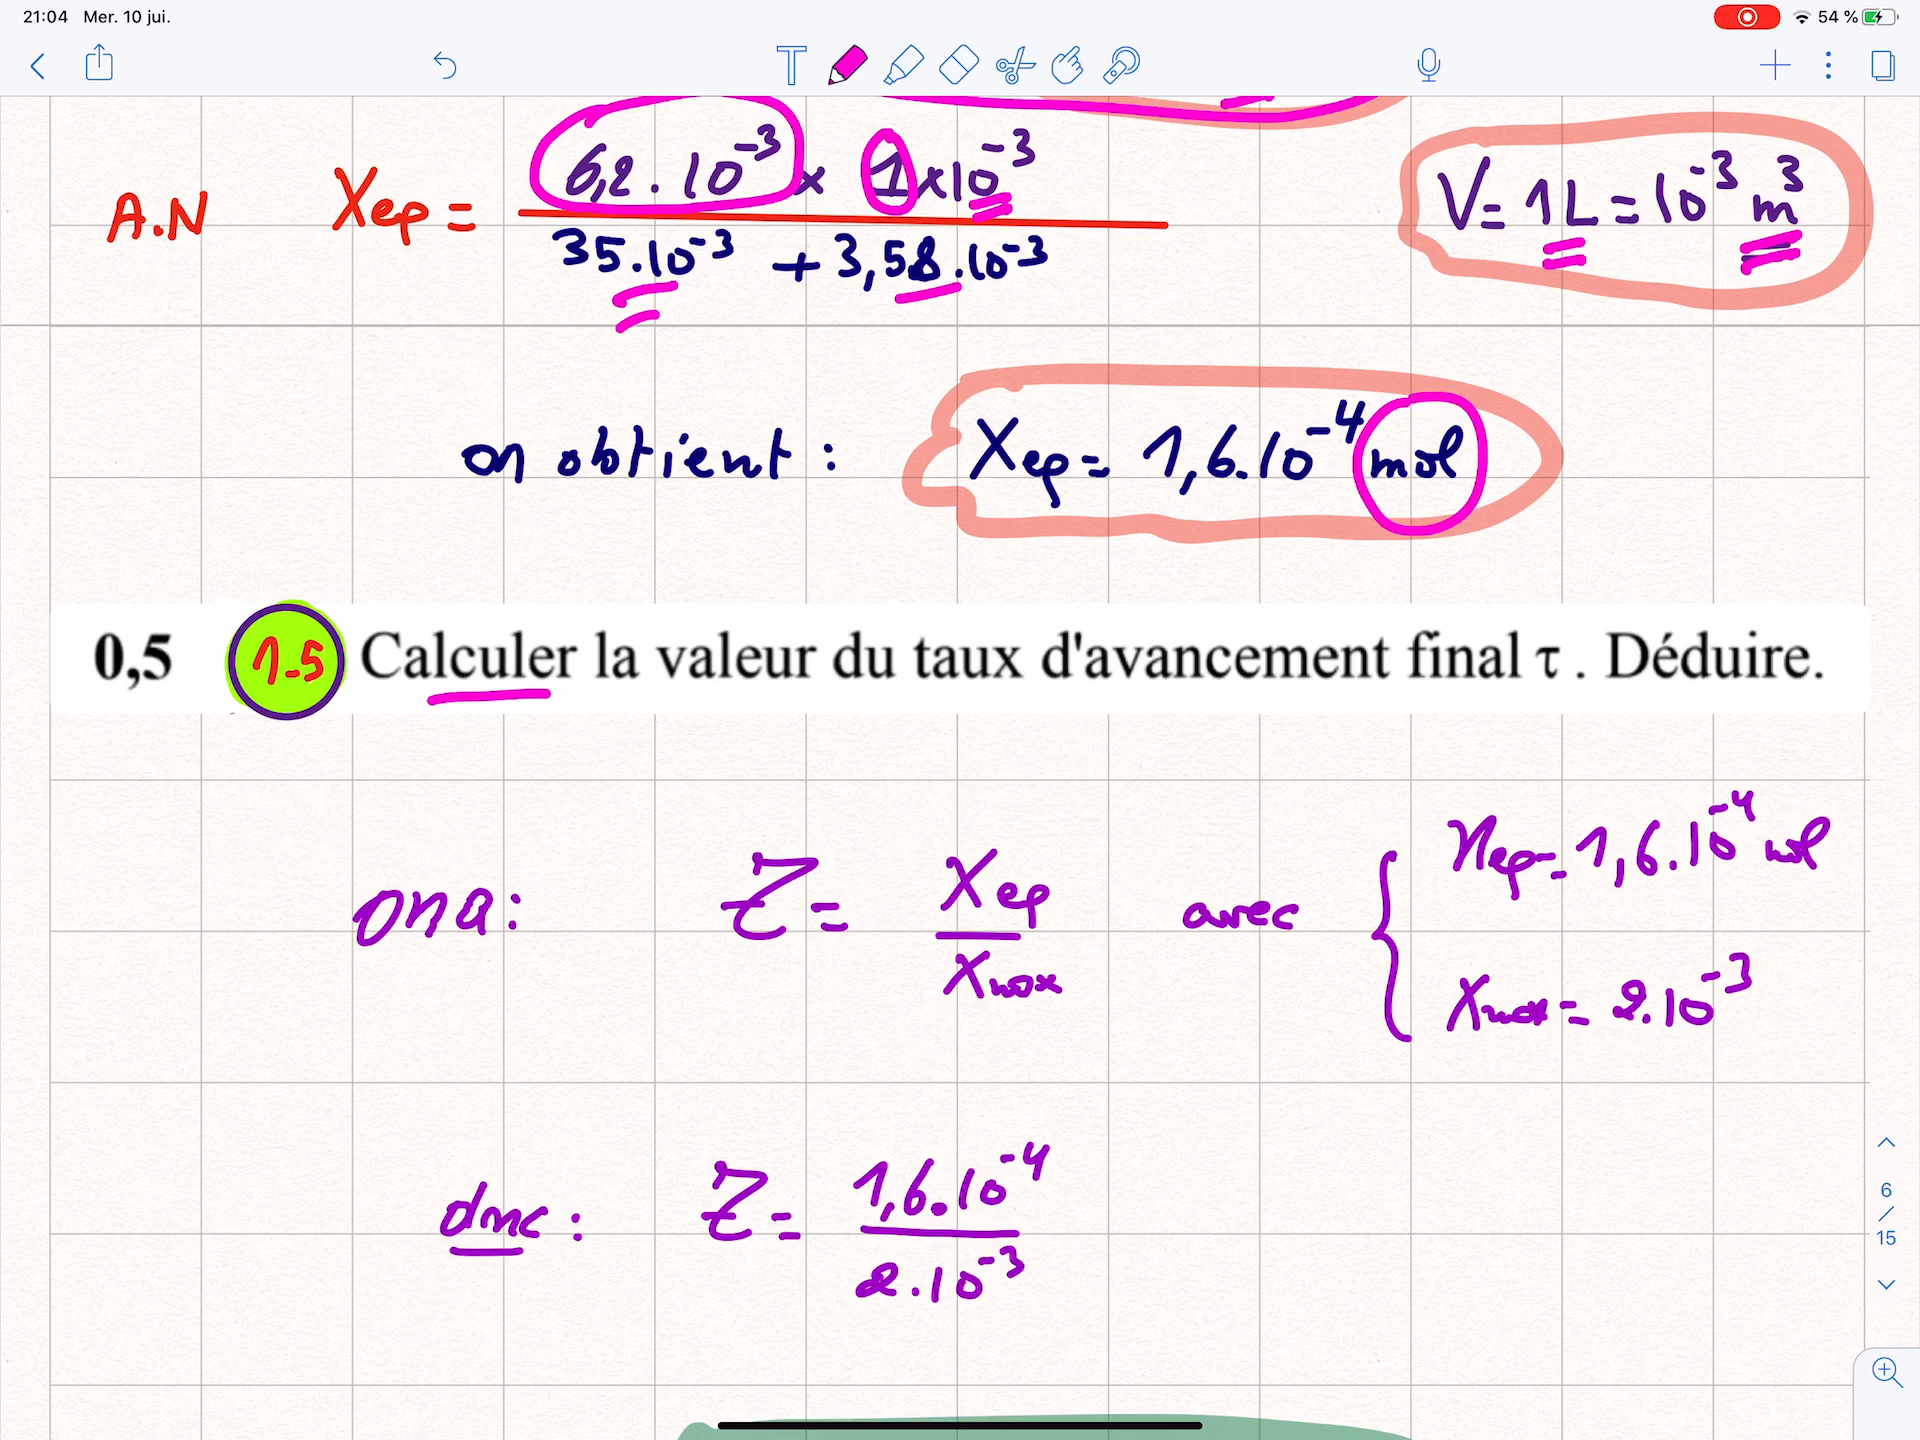 21:04 Mer. 10 jui. 54 %
6,2 . 10⁻³ × 1 × 10⁻³
A.N Xep =
35.10⁻³ + 3,58.10⁻³
V = 1L = 10⁻³ m³
on obtient : Xep = 1,6.10⁻⁴ mol
0,5 1-5 Calculer la valeur du taux d'avancement final τ . Déduire.
on a : τ = Xep / Xmax avec { xep = 1,6.10⁻⁴ mol
Xmax = 2.10⁻³
donc : τ = 1,6.10⁻⁴ / 2.10⁻³
6
/
15